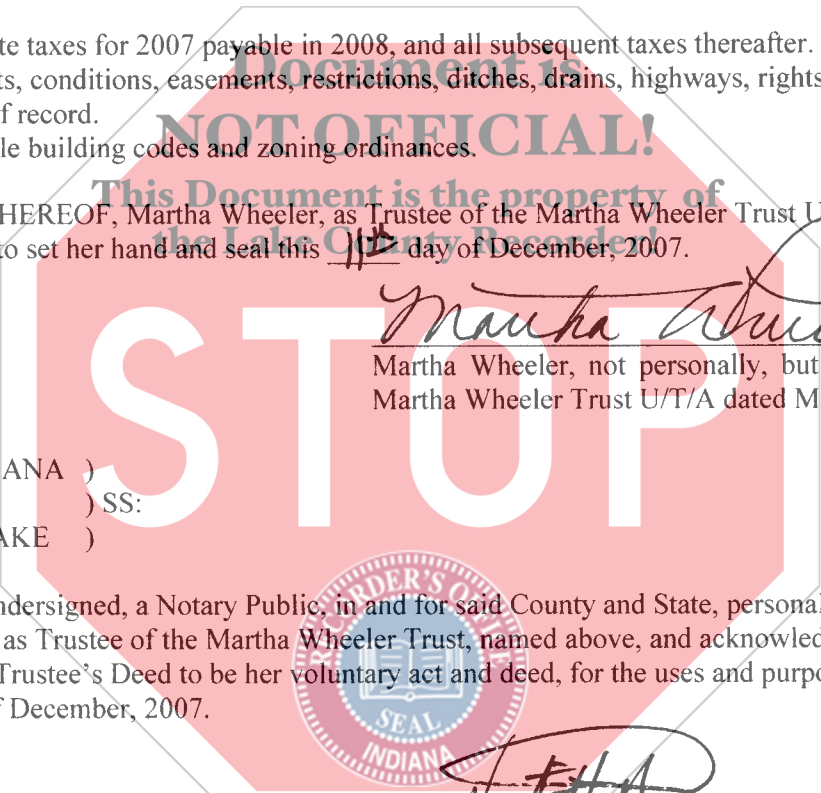 te taxes for 2007 payable in 2008, and all subsequent taxes thereafter.
Document is
ts, conditions, easements, restrictions, ditches, drains, highways, rights
f record.
NOT OFFICIAL!
le building codes and zoning ordinances.
This Document is the property of
HEREOF, Martha Wheeler, as Trustee of the Martha Wheeler Trust U
the Lake County Recorder!
to set her hand and seal this 11th day of December, 2007.
STOP
Martha
Martha Wheeler, not personally, but
Martha Wheeler Trust U/T/A dated M
ANA )
) SS:
AKE )
ndersigned, a Notary Public, in and for said County and State, personal
as Trustee of the Martha Wheeler Trust, named above, and acknowled
Trustee's Deed to be her voluntary act and deed, for the uses and purpo
f December, 2007.
RECORDER'S OFFICE
SEAL
INDIANA